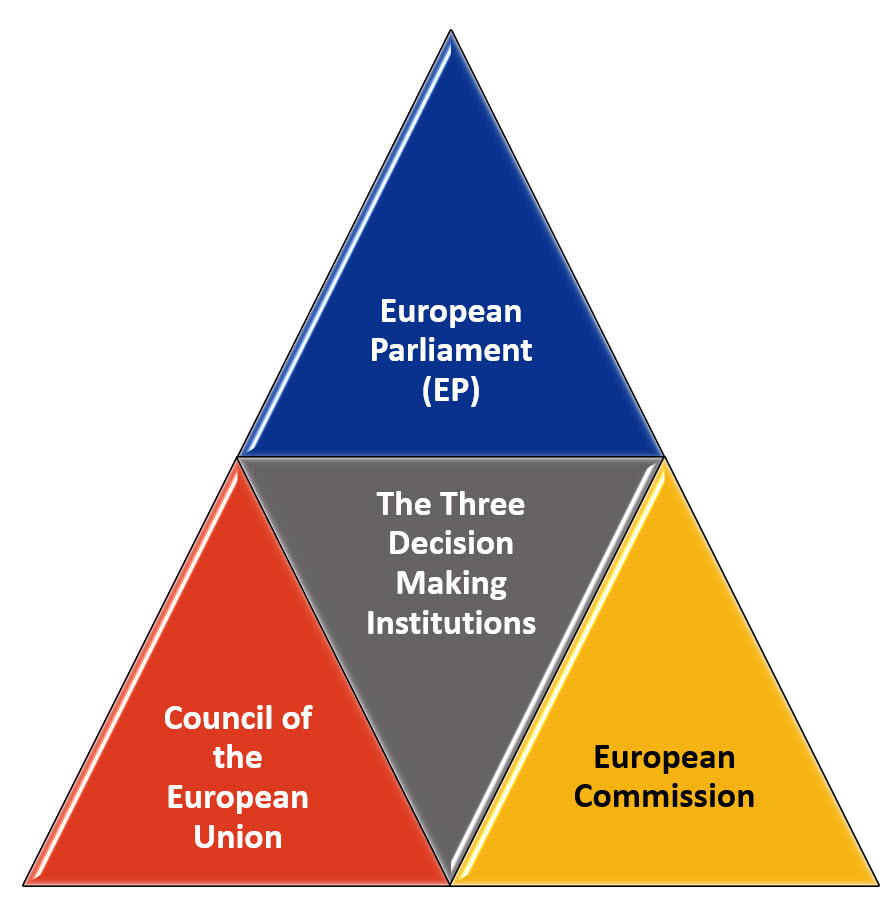 European
Parliament
(EP)
The Three
Decision
Making
Institutions
Council of
the
European
Union
European
Commission